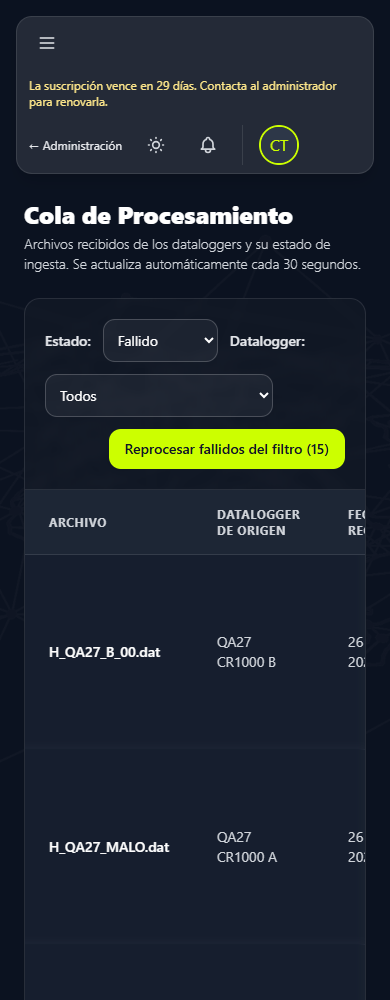 La suscripción vence en 29 días. Contacta al administrador
para renovarla.
← Administración
CT
Cola de Procesamiento
Archivos recibidos de los dataloggers y su estado de
ingesta. Se actualiza automáticamente cada 30 segundos.
Estado: Fallido Datalogger:
Todos
Reprocesar fallidos del filtro (15)
ARCHIVO
DATALOGGER
DE ORIGEN
H_QA27_B_00.dat
QA27
CR1000 B
26
H_QA27_MALO.dat
QA27
CR1000 A
26